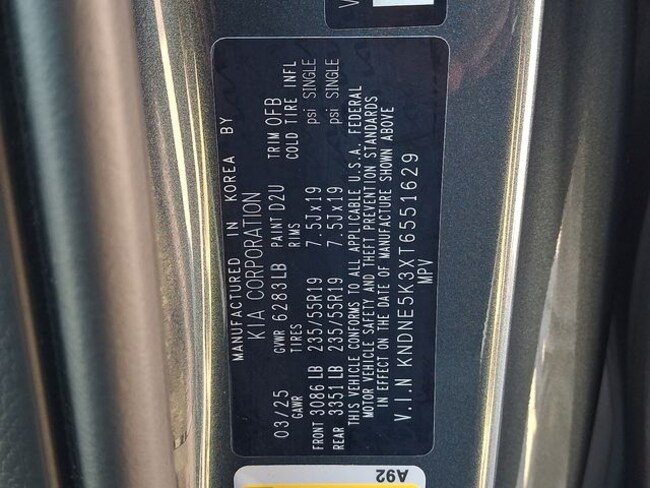 MANUFACTURED IN KOREA BY
KIA CORPORATION
03/25 GVWR 6283LB PAINT D2U TRIM OFB
GAWR TIRES RIMS COLD TIRE INFL
FRONT 3086 LB 235/55R19 7.5Jx19 psi SINGLE
REAR 3351 LB 235/55R19 7.5Jx19 psi SINGLE
THIS VEHICLE CONFORMS TO ALL APPLICABLE U.S.A. FEDERAL
MOTOR VEHICLE SAFETY AND THEFT PREVENTION STANDARDS
IN EFFECT ON THE DATE OF MANUFACTURE SHOWN ABOVE
V.I.N KNDNE5K3XT6551629
MPV
A92